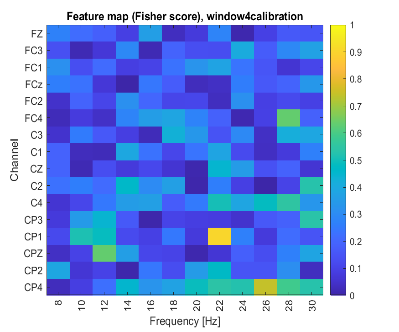 Feature map (Fisher score), window4calibration
FZ
FC3
FC1
FCz
FC2
FC4
C3
C1
CZ
C2
C4
CP3
CP1
CPZ
CP2
CP4
Channel
8 10 12 14 16 18 20 22 24 26 28 30
Frequency [Hz]
1
0.9
0.8
0.7
0.6
0.5
0.4
0.3
0.2
0.1
0